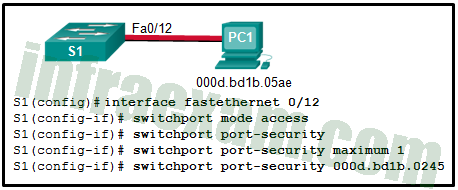 Fa0/12
S1
PC1
000d.bd1b.05ae
S1(config)# interface fastethernet 0/12
S1(config-if)# switchport mode access
S1(config-if)# switchport port-security
S1(config-if)# switchport port-security maximum 1
S1(config-if)# switchport port-security 000d.bd1b.0245
intraexam.com